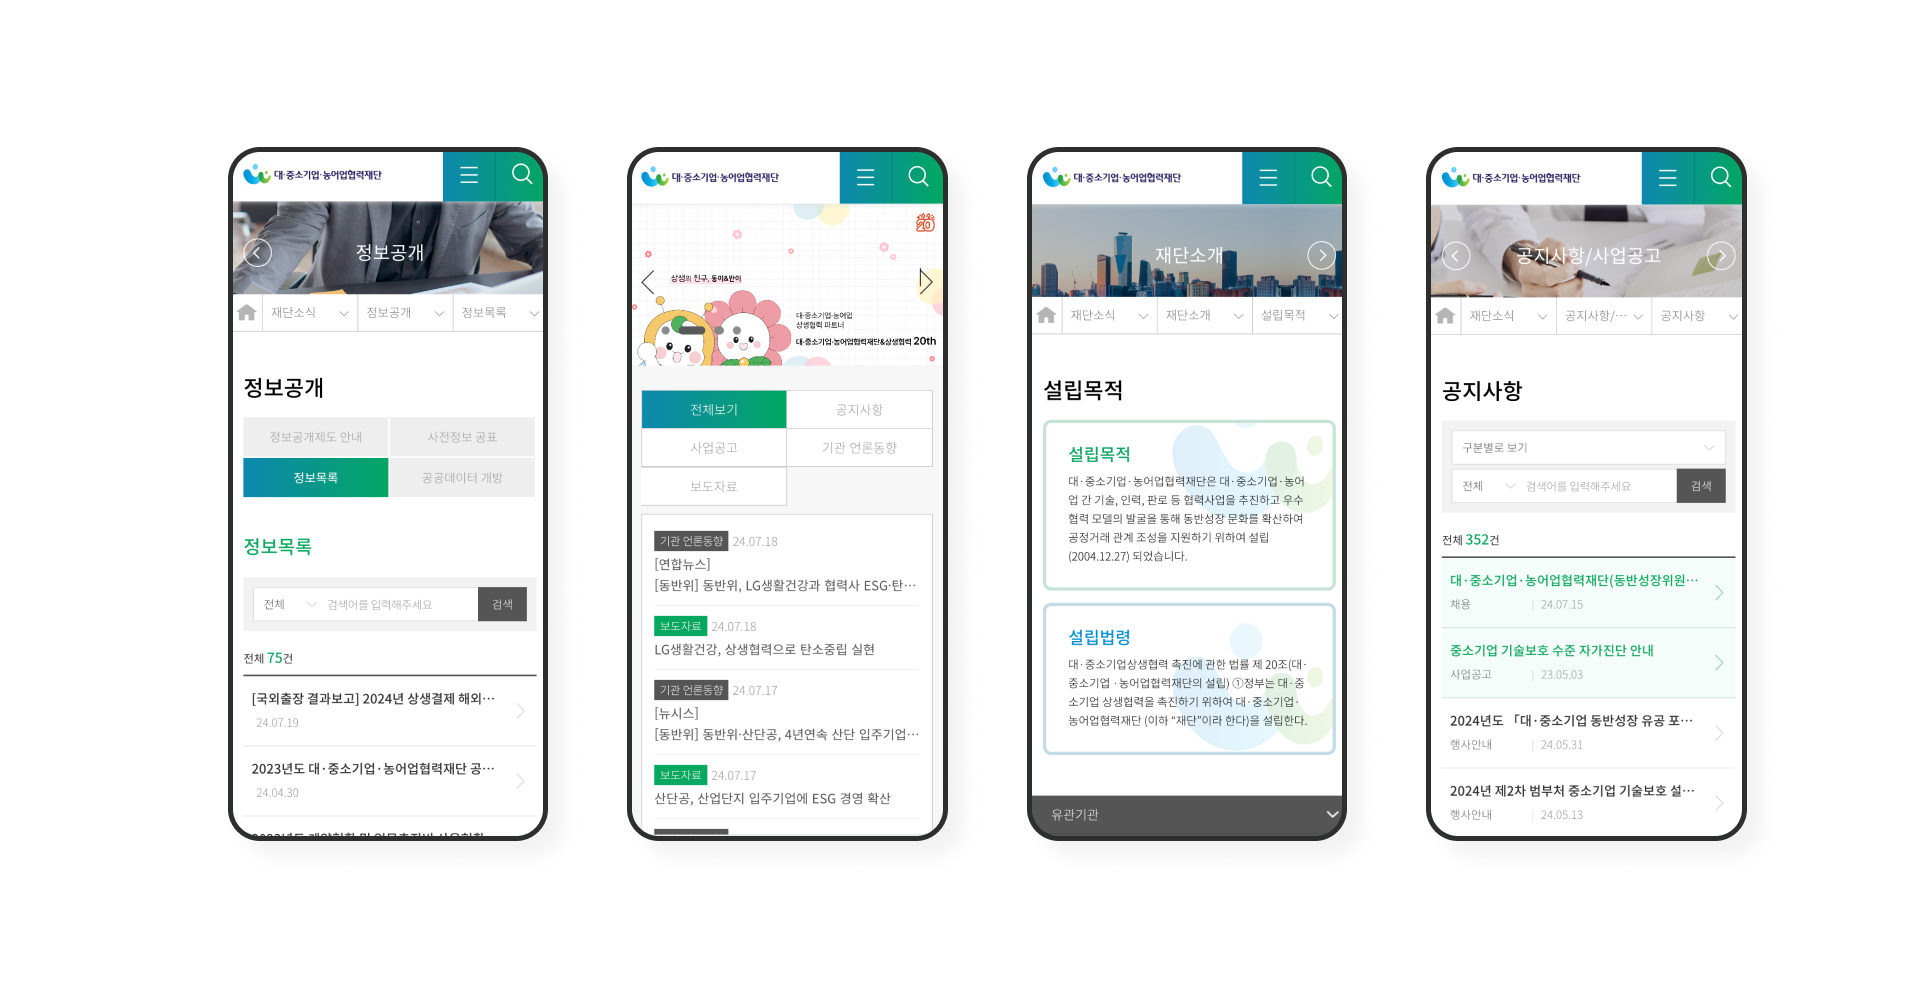 대·중소기업·농어업협력재단
정보공개
재단소식
정보공개
정보목록
정보공개
정보공개제도 안내
사전정보 공표
정보목록
공공데이터 개방
정보목록
전체
검색어를 입력해주세요
검색
전체 75건
[국외출장 결과보고] 2024년 상생결제 해외···
24.07.19
2023년도 대·중소기업·농어업협력재단 공···
24.04.30
대·중소기업·농어업협력재단
상생의 친구, 동이&반이
대·중소기업·농어업
상생협력 파트너
대·중소기업·농어업협력재단&상생협력 20th
전체보기
공지사항
사업공고
기관 언론동향
보도자료
기관 언론동향 24.07.18
[연합뉴스]
[동반위] 동반위, LG생활건강과 협력사 ESG·탄···
보도자료 24.07.18
LG생활건강, 상생협력으로 탄소중립 실현
기관 언론동향 24.07.17
[뉴시스]
[동반위] 동반위·산단공, 4년연속 산단 입주기업···
보도자료 24.07.17
산단공, 산업단지 입주기업에 ESG 경영 확산
대·중소기업·농어업협력재단
재단소개
재단소식
재단소개
설립목적
설립목적
설립목적
대·중소기업·농어업협력재단은 대·중소기업·농어
업 간 기술, 인력, 판로 등 협력사업을 추진하고 우수
협력 모델의 발굴을 통해 동반성장 문화를 확산하여
공정거래 관계 조성을 지원하기 위하여 설립
(2004.12.27) 되었습니다.
설립법령
대·중소기업상생협력 촉진에 관한 법률 제 20조(대·
중소기업 ·농어업협력재단의 설립) ①정부는 대·중
소기업 상생협력을 촉진하기 위하여 대·중소기업·
농어업협력재단 (이하 “재단”이라 한다)을 설립한다.
유관기관
대·중소기업·농어업협력재단
공지사항/사업공고
재단소식
공지사항/···
공지사항
공지사항
구분별로 보기
전체
검색어를 입력해주세요
검색
전체 352건
대·중소기업·농어업협력재단(동반성장위원···
채용 | 24.07.15
중소기업 기술보호 수준 자가진단 안내
사업공고 | 23.05.03
2024년도 「대·중소기업 동반성장 유공 포···
행사안내 | 24.05.31
2024년 제2차 범부처 중소기업 기술보호 설···
행사안내 | 24.05.13